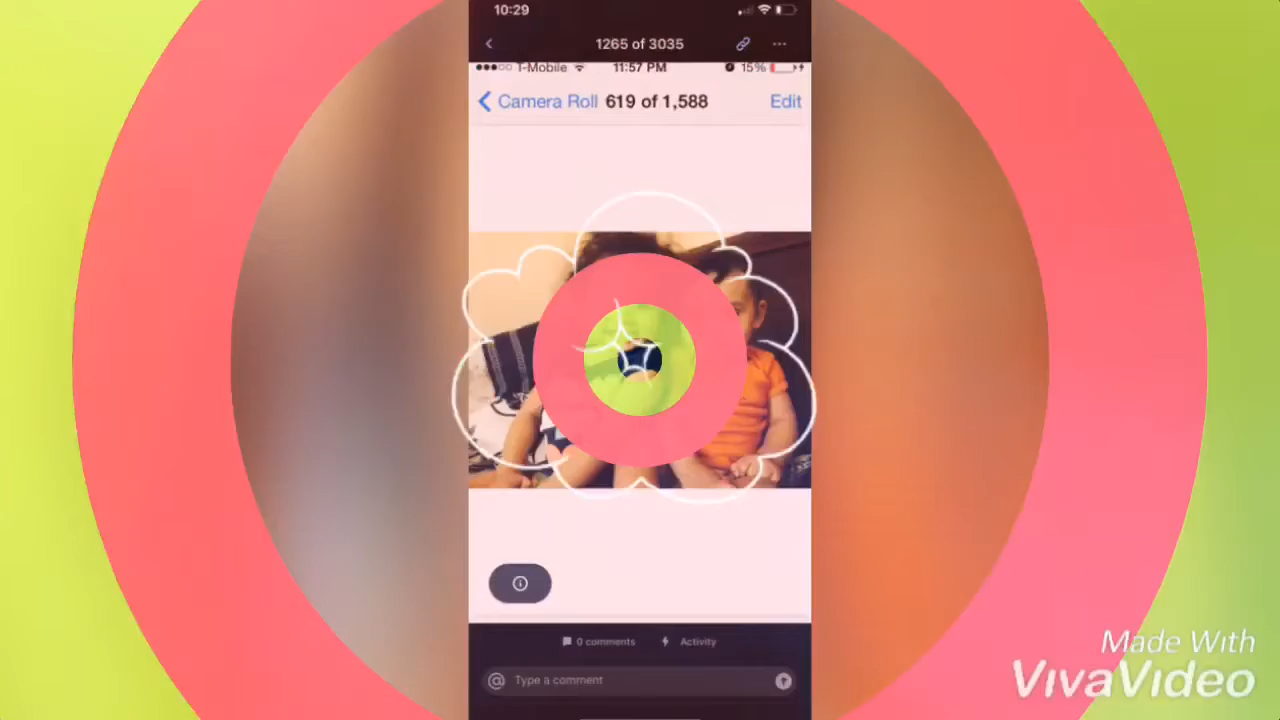 10:29
1265 of 3035
T-Mobile 11:57 PM 15%
Camera Roll 619 of 1,588 Edit
0 comments Activity
@ Type a comment
Made With
VivaVideo